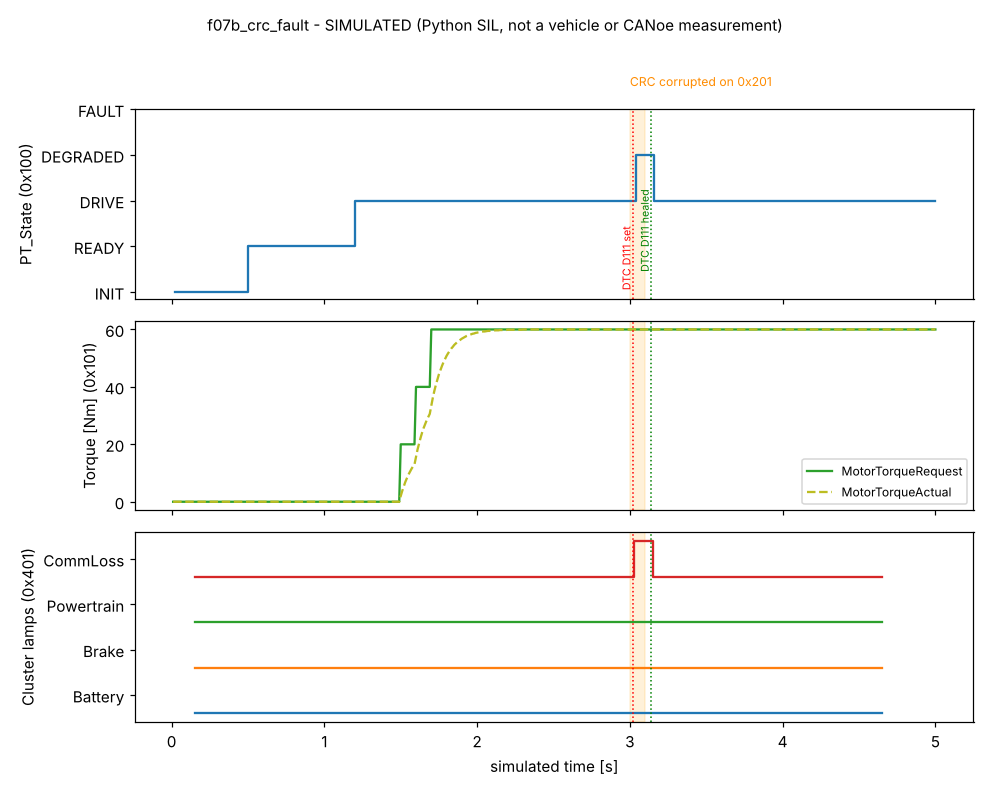 f07b_crc_fault - SIMULATED (Python SIL, not a vehicle or CANoe measurement)
CRC corrupted on 0x201
PT_State (0x100)
FAULT
DEGRADED
DRIVE
READY
INIT
DTC D111 set
DTC D111 healed
Torque [Nm] (0x101)
60
40
20
0
MotorTorqueRequest
MotorTorqueActual
Cluster lamps (0x401)
CommLoss
Powertrain
Brake
Battery
0 1 2 3 4 5
simulated time [s]